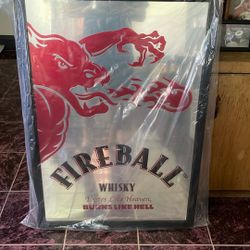 FIREBALL
WHISKY
Tastes Like Heaven,
BURNS LIKE HELL